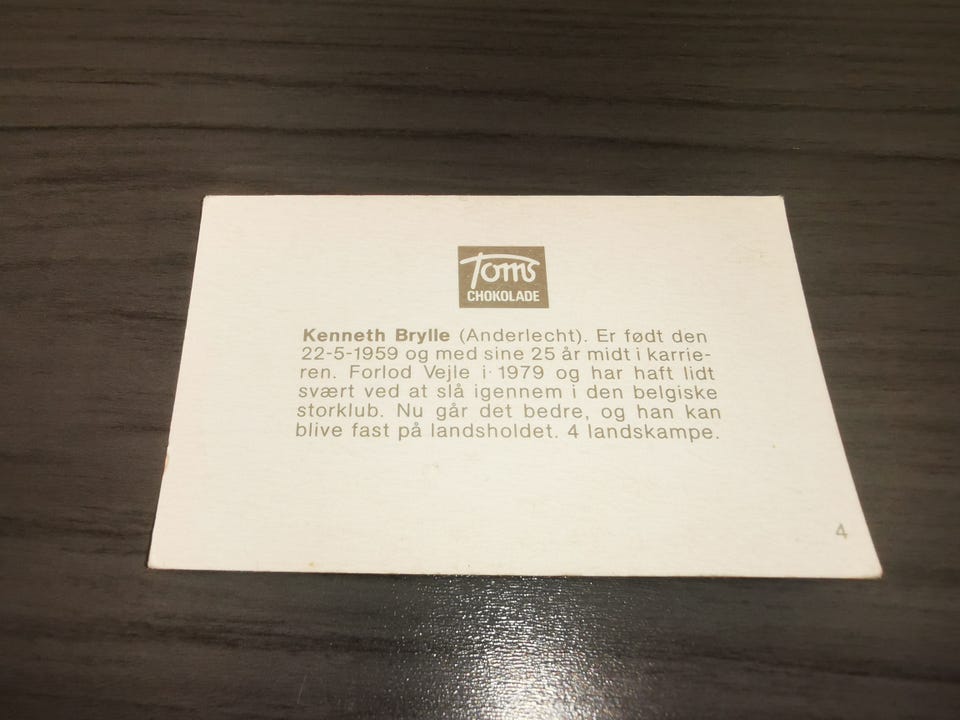 Toms
CHOKOLADE
Kenneth Brylle (Anderlecht). Er født den
22-5-1959 og med sine 25 år midt i karrie-
ren. Forlod Vejle i 1979 og har haft lidt
svært ved at slå igennem i den belgiske
storklub. Nu går det bedre, og han kan
blive fast på landsholdet. 4 landskampe.
4